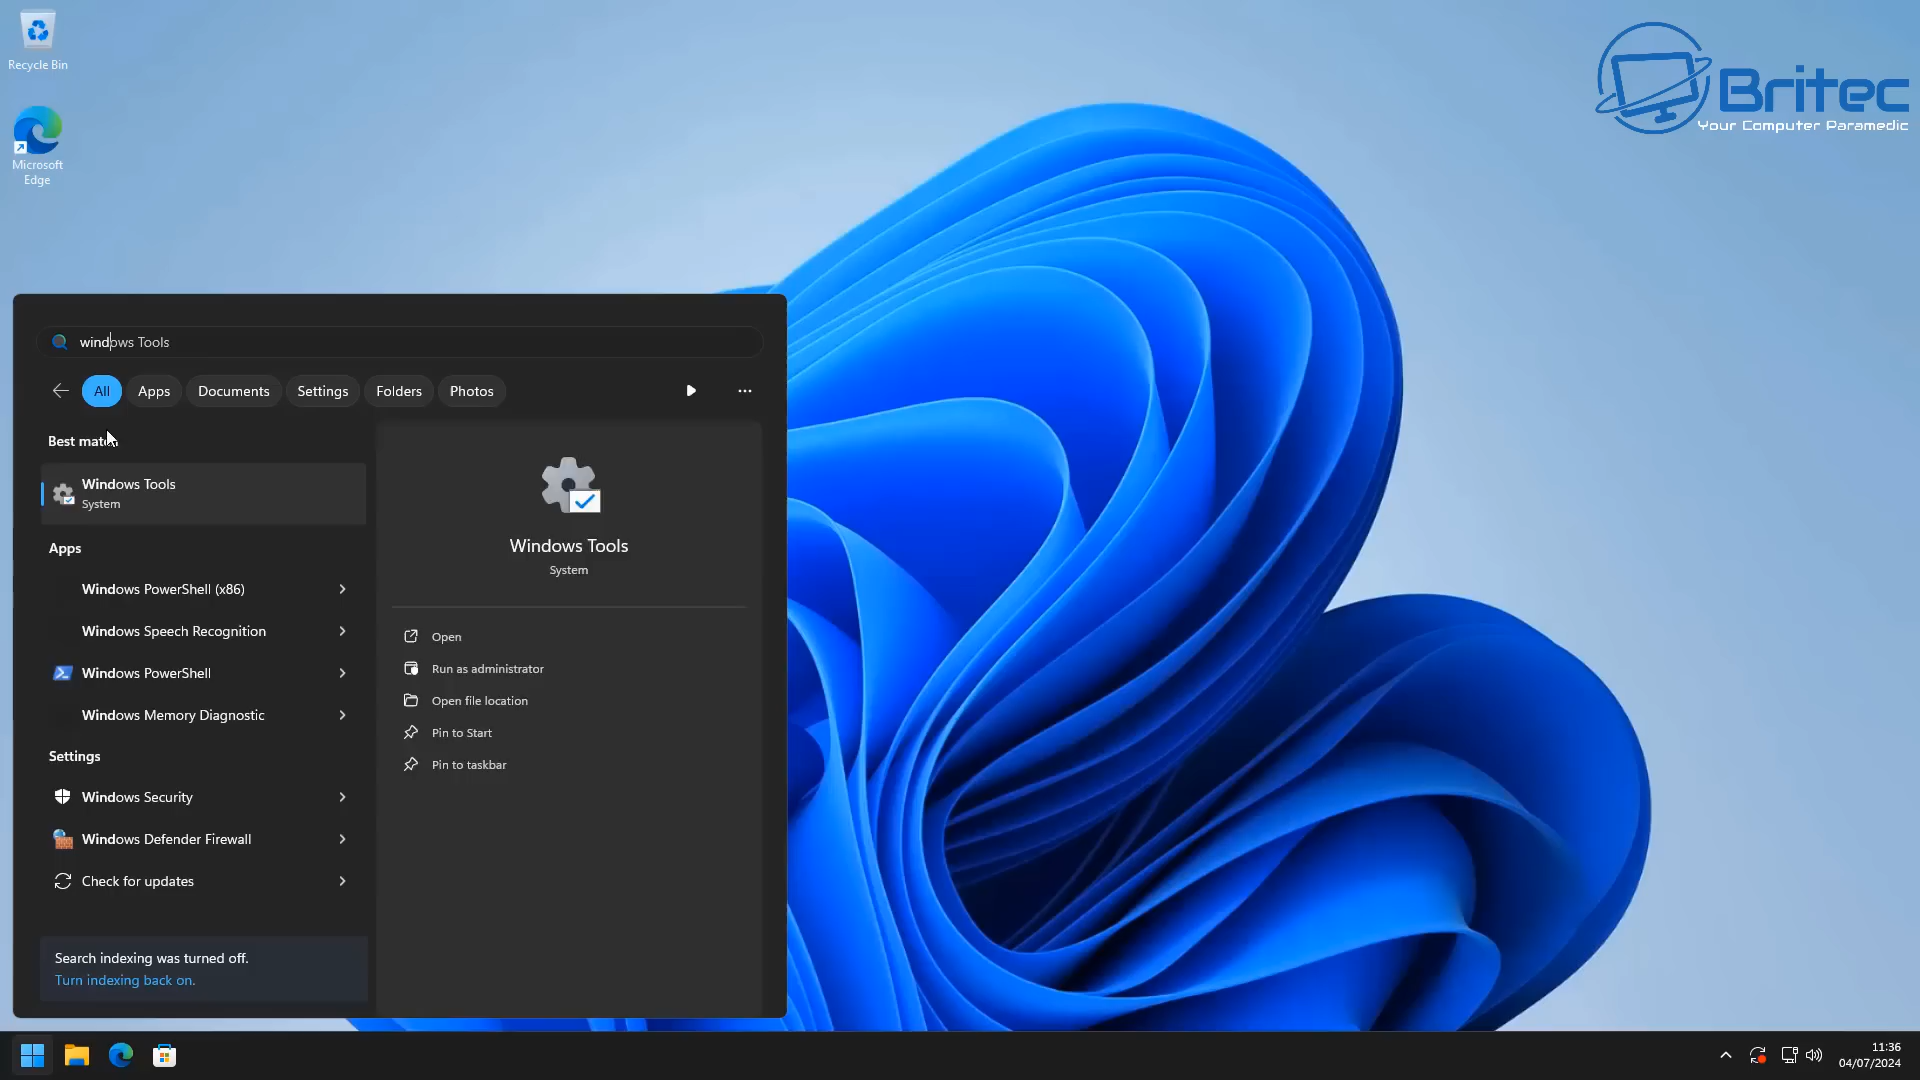 Recycle Bin
Microsoft
Edge
Britec
Your Computer Paramedic
windows Tools
All
Apps
Documents
Settings
Folders
Photos
Best match
Windows Tools
System
Apps
Windows PowerShell (x86)
Windows Speech Recognition
Windows PowerShell
Windows Memory Diagnostic
Settings
Windows Security
Windows Defender Firewall
Check for updates
Search indexing was turned off.
Turn indexing back on.
Windows Tools
System
Open
Run as administrator
Open file location
Pin to Start
Pin to taskbar
11:36
04/07/2024